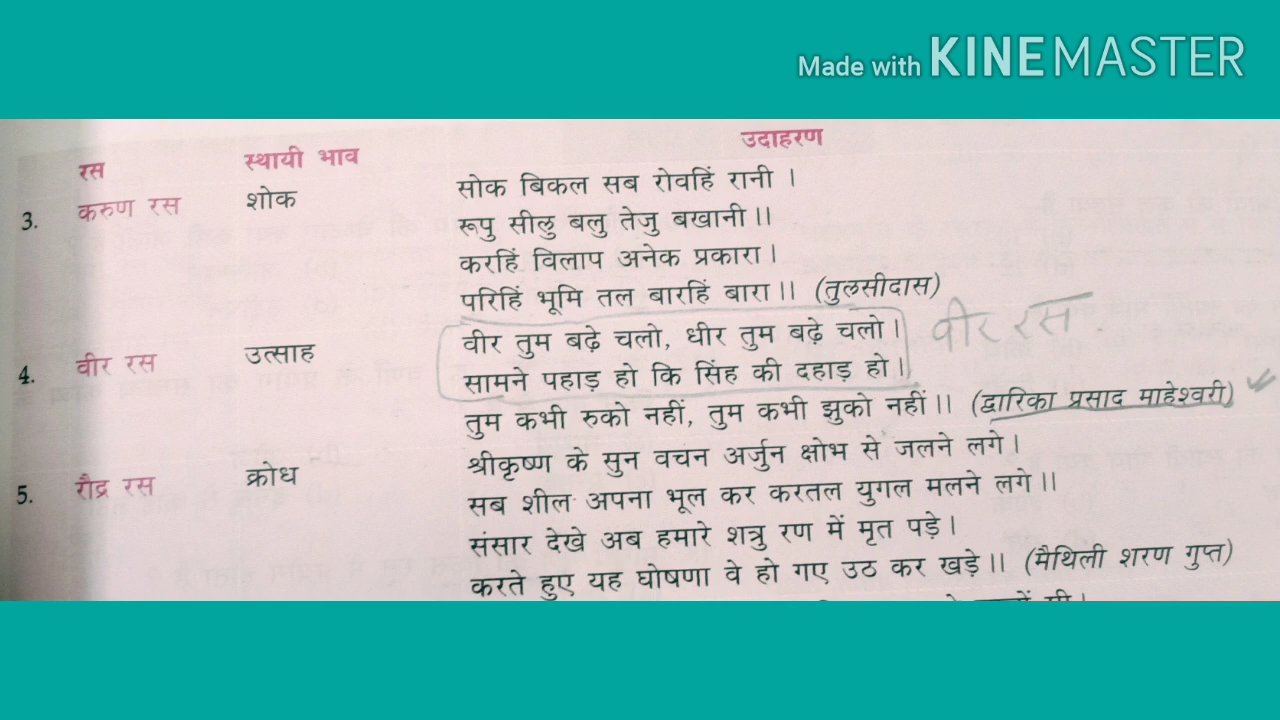 Made with KINEMASTER
रस स्थायी भाव उदाहरण
3. करुण रस शोक सोक बिकल सब रोवहिं रानी ।
रूपु सीलु बलु तेजु बखानी ।।
करहिं विलाप अनेक प्रकारा ।
परिहिं भूमि तल बारहिं बारा ।। (तुलसीदास)
4. वीर रस उत्साह वीर तुम बढ़े चलो, धीर तुम बढ़े चलो । वीर रस
सामने पहाड़ हो कि सिंह की दहाड़ हो ।
तुम कभी रुको नहीं, तुम कभी झुको नहीं ।। (द्वारिका प्रसाद माहेश्वरी)
5. रौद्र रस क्रोध श्रीकृष्ण के सुन वचन अर्जुन क्षोभ से जलने लगे ।
सब शील अपना भूल कर करतल युगल मलने लगे ।।
संसार देखे अब हमारे शत्रु रण में मृत पड़े ।
करते हुए यह घोषणा वे हो गए उठ कर खड़े ।। (मैथिली शरण गुप्त)